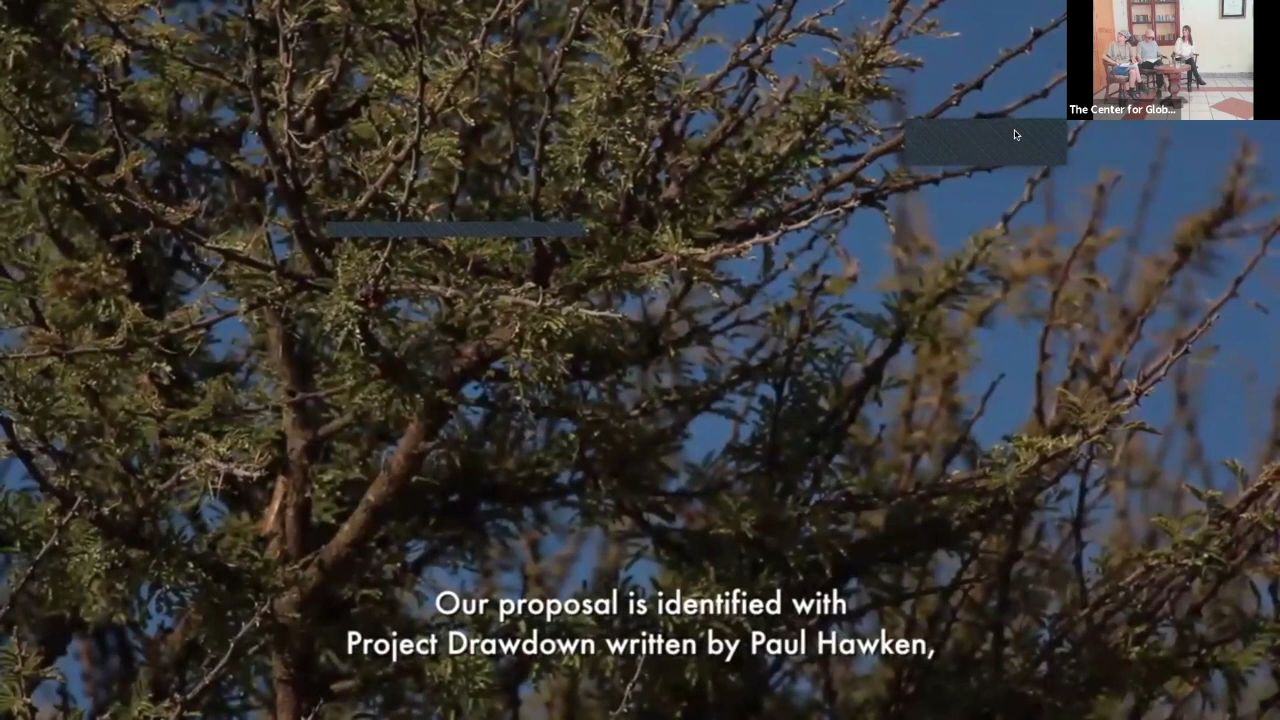 The Center for Glob...
Our proposal is identified with
Project Drawdown written by Paul Hawken,